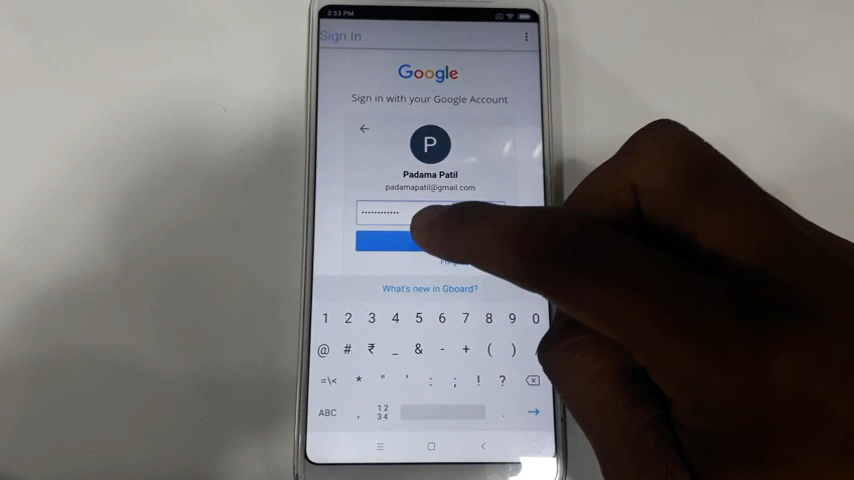 3:53 PM
Sign In
Google
Sign in with your Google Account
P
Padama Patil
padamapatil@gmail.com
••••••••••••
What's new in Gboard?
1 2 3 4 5 6 7 8 9 0
@ # ₹ _ & - + ( )
=\< * " ' : ; ! ?
ABC , 12 34 .